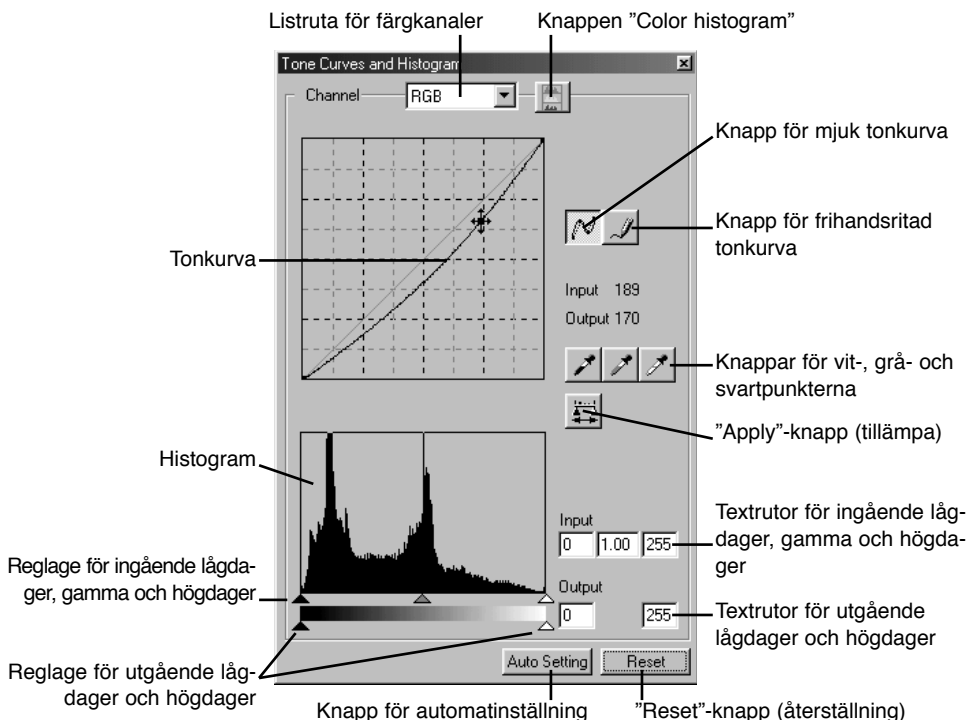 Listruta för färgkanaler
Knappen ”Color histogram”
Tone Curves and Histogram
Channel
RGB
Knapp för mjuk tonkurva
Knapp för frihandsritad
tonkurva
Tonkurva
Input 189
Output 170
Knappar för vit-, grå- och
svartpunkterna
”Apply”-knapp (tillämpa)
Histogram
Input
0 1.00 255
Textrutor för ingående låg-
dager, gamma och högda-
ger
Reglage för ingående lågda-
ger, gamma och högdager
Output
0 255
Textrutor för utgående
lågdager och högdager
Reglage för utgående låg-
dager och högdager
Auto Setting
Reset
Knapp för automatinställning
”Reset”-knapp (återställning)